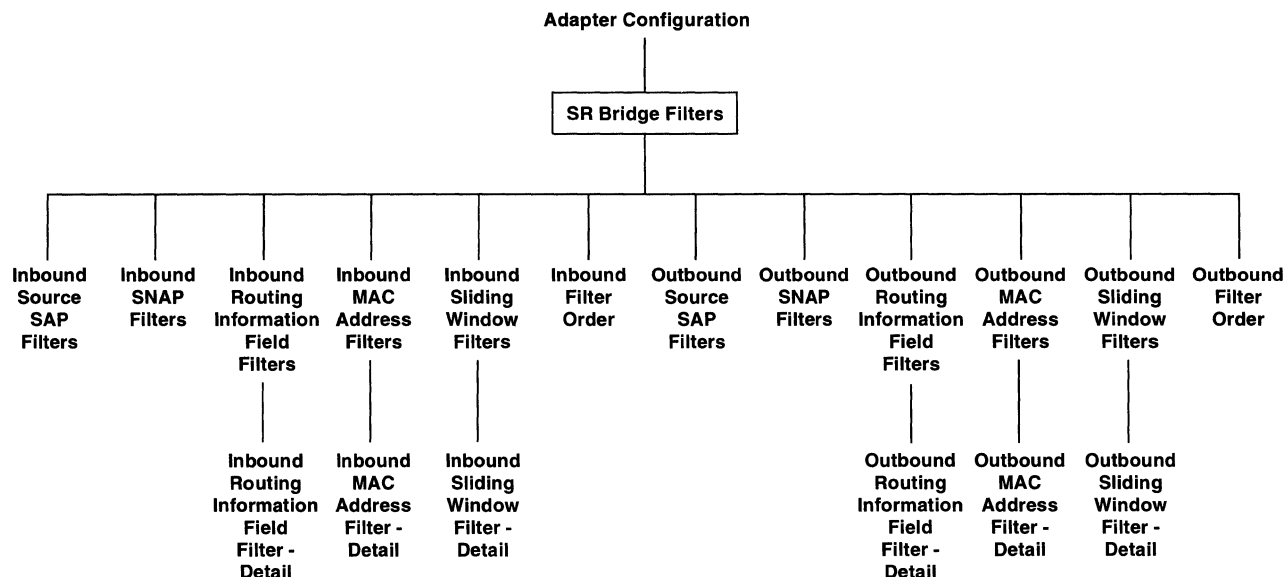 Adapter Configuration
SR Bridge Filters
Inbound
Source
SAP
Filters
Inbound
SNAP
Filters
Inbound
Routing
Information
Field
Filters
Inbound
MAC
Address
Filters
Inbound
Sliding
Window
Filters
Inbound
Filter
Order
Outbound
Source
SAP
Filters
Outbound
SNAP
Filters
Outbound
Routing
Information
Field
Filters
Outbound
MAC
Address
Filters
Outbound
Sliding
Window
Filters
Outbound
Filter
Order
Inbound
Routing
Information
Field
Filter -
Detail
Inbound
MAC
Address
Filter -
Detail
Inbound
Sliding
Window
Filter -
Detail
Outbound
Routing
Information
Field
Filter -
Detail
Outbound
MAC
Address
Filter -
Detail
Outbound
Sliding
Window
Filter -
Detail